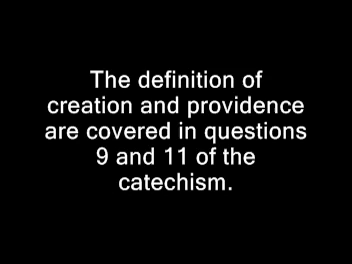 The definition of
creation and providence
are covered in questions
9 and 11 of the
catechism.